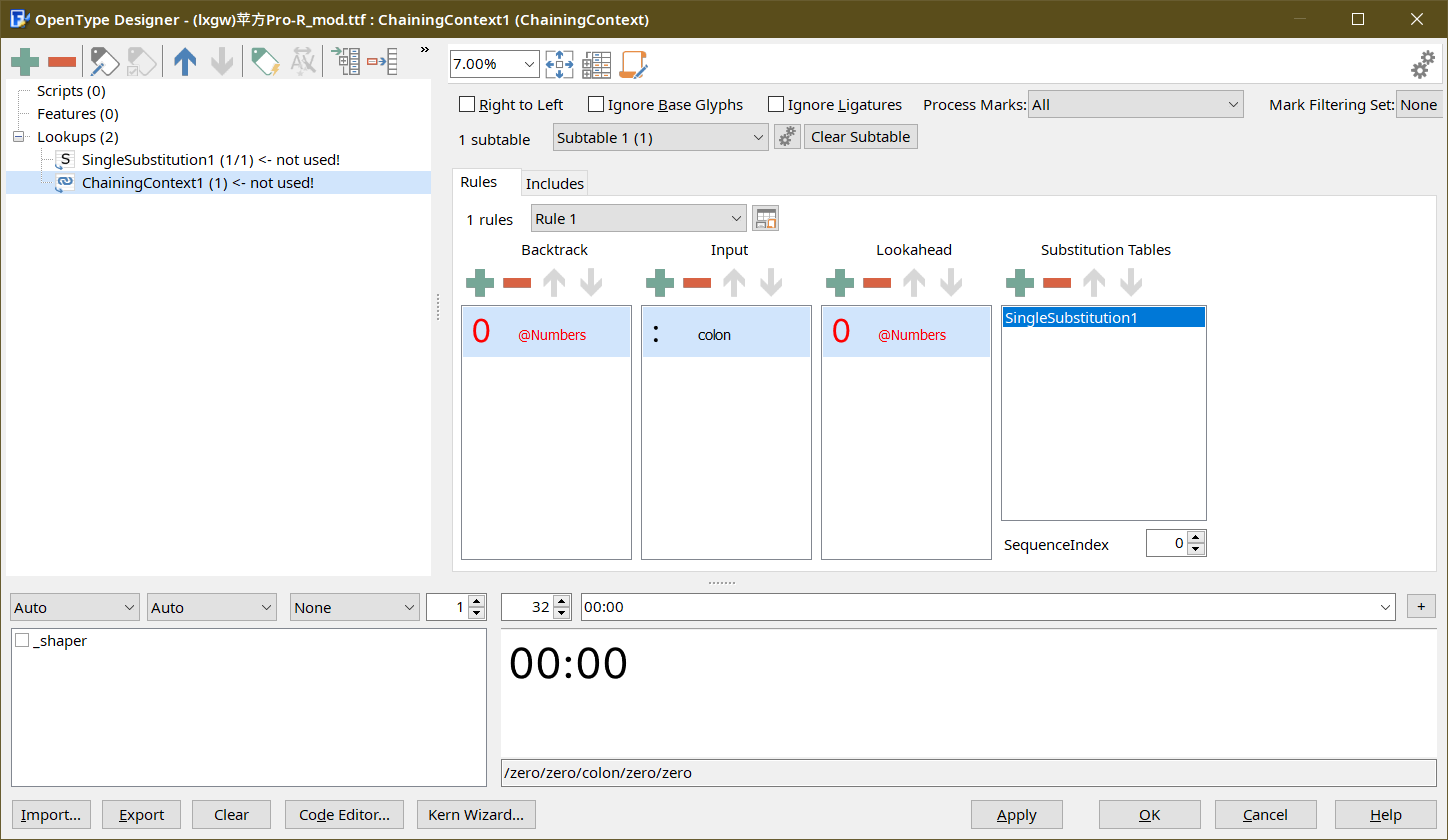 OpenType Designer - (lxgw)苹方Pro-R_mod.ttf : ChainingContext1 (ChainingContext)
»
7.00%
Scripts (0)
Features (0)
Lookups (2)
SingleSubstitution1 (1/1) <- not used!
ChainingContext1 (1) <- not used!
Right to Left Ignore Base Glyphs Ignore Ligatures Process Marks: All Mark Filtering Set: None
1 subtable Subtable 1 (1) Clear Subtable
Rules Includes
1 rules Rule 1
Backtrack Input Lookahead Substitution Tables
0 @Numbers : colon 0 @Numbers SingleSubstitution1
SequenceIndex 0
Auto Auto None 1 32 00:00 +
_shaper
00:00
/zero/zero/colon/zero/zero
Import... Export Clear Code Editor... Kern Wizard... Apply OK Cancel Help